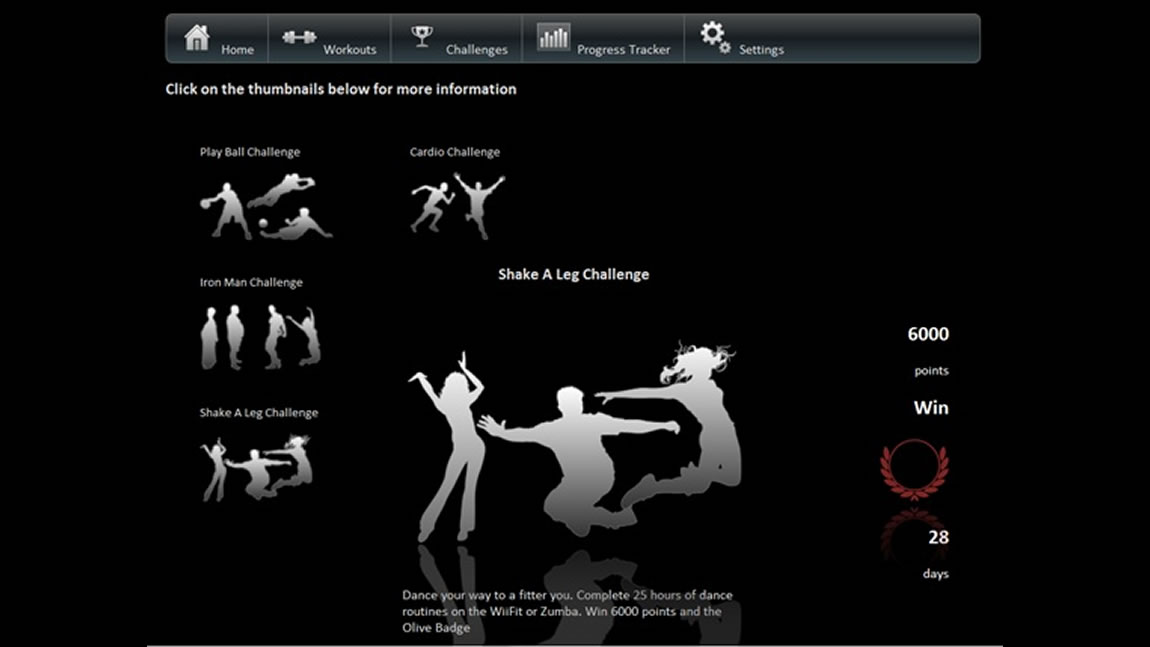 Home
Workouts
Challenges
Progress Tracker
Settings
Click on the thumbnails below for more information
Play Ball Challenge
Cardio Challenge
Iron Man Challenge
Shake A Leg Challenge
Shake A Leg Challenge
6000
points
Win
28
days
Dance your way to a fitter you. Complete 25 hours of dance
routines on the WiiFit or Zumba. Win 6000 points and the
Olive Badge